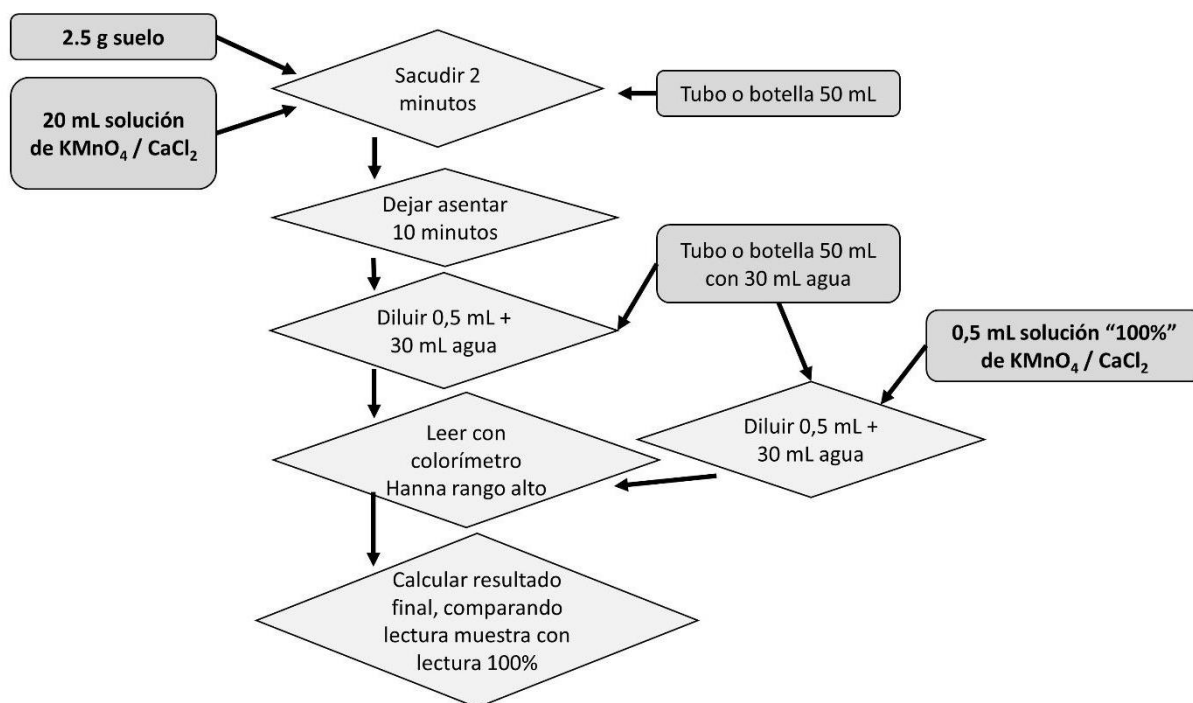 2.5 g suelo
20 mL solución
de KMnO₄ / CaCl₂
Sacudir 2
minutos
Tubo o botella 50 mL
Dejar asentar
10 minutos
Tubo o botella 50 mL
con 30 mL agua
Diluir 0,5 mL +
30 mL agua
0,5 mL solución “100%”
de KMnO₄ / CaCl₂
Diluir 0,5 mL +
30 mL agua
Leer con
colorímetro
Hanna rango alto
Calcular resultado
final, comparando
lectura muestra con
lectura 100%